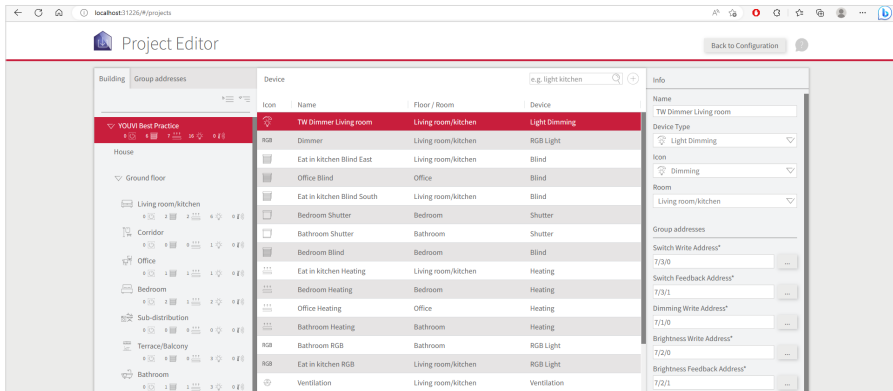 localhost:31226/#/projects
Project Editor
Back to Configuration
Building Group addresses
Device
e.g. light kitchen
Info
Icon Name Floor / Room Device
YOUVI Best Practice
House
Ground floor
Living room/kitchen
Corridor
Office
Bedroom
Sub-distribution
Terrace/Balcony
Bathroom
TW Dimmer Living room Living room/kitchen Light Dimming
RGB Dimmer Living room/kitchen RGB Light
Eat in kitchen Blind East Living room/kitchen Blind
Office Blind Office Blind
Eat in kitchen Blind South Living room/kitchen Blind
Bedroom Shutter Bedroom Shutter
Bathroom Shutter Bathroom Shutter
Bedroom Blind Bedroom Blind
Eat in kitchen Heating Living room/kitchen Heating
Bedroom Heating Bedroom Heating
Office Heating Office Heating
Bathroom Heating Bathroom Heating
RGB Bathroom RGB Bathroom RGB Light
RGB Eat in kitchen RGB Living room/kitchen RGB Light
Ventilation Living room/kitchen Ventilation
Name
TW Dimmer Living room
Device Type
Light Dimming
Icon
Dimming
Room
Living room/kitchen
Group addresses
Switch Write Address*
7/3/0 ...
Switch Feedback Address*
7/3/1 ...
Dimming Write Address*
7/1/0 ...
Brightness Write Address*
7/2/0 ...
Brightness Feedback Address*
7/2/1 ...